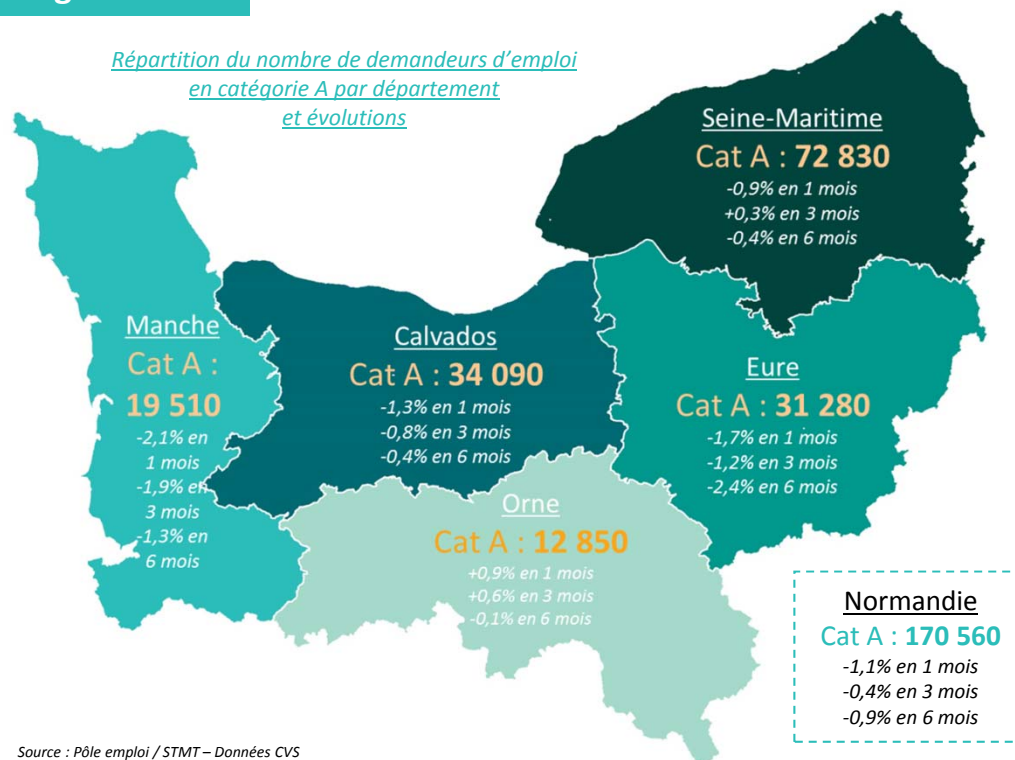 Répartition du nombre de demandeurs d'emploi
en catégorie A par département
et évolutions
Seine-Maritime
Cat A : 72 830
-0,9% en 1 mois
+0,3% en 3 mois
-0,4% en 6 mois
Manche
Cat A :
19 510
-2,1% en
1 mois
-1,9% en
3 mois
-1,3% en
6 mois
Calvados
Cat A : 34 090
-1,3% en 1 mois
-0,8% en 3 mois
-0,4% en 6 mois
Eure
Cat A : 31 280
-1,7% en 1 mois
-1,2% en 3 mois
-2,4% en 6 mois
Orne
Cat A : 12 850
+0,9% en 1 mois
+0,6% en 3 mois
-0,1% en 6 mois
Normandie
Cat A : 170 560
-1,1% en 1 mois
-0,4% en 3 mois
-0,9% en 6 mois
Source : Pôle emploi / STMT – Données CVS